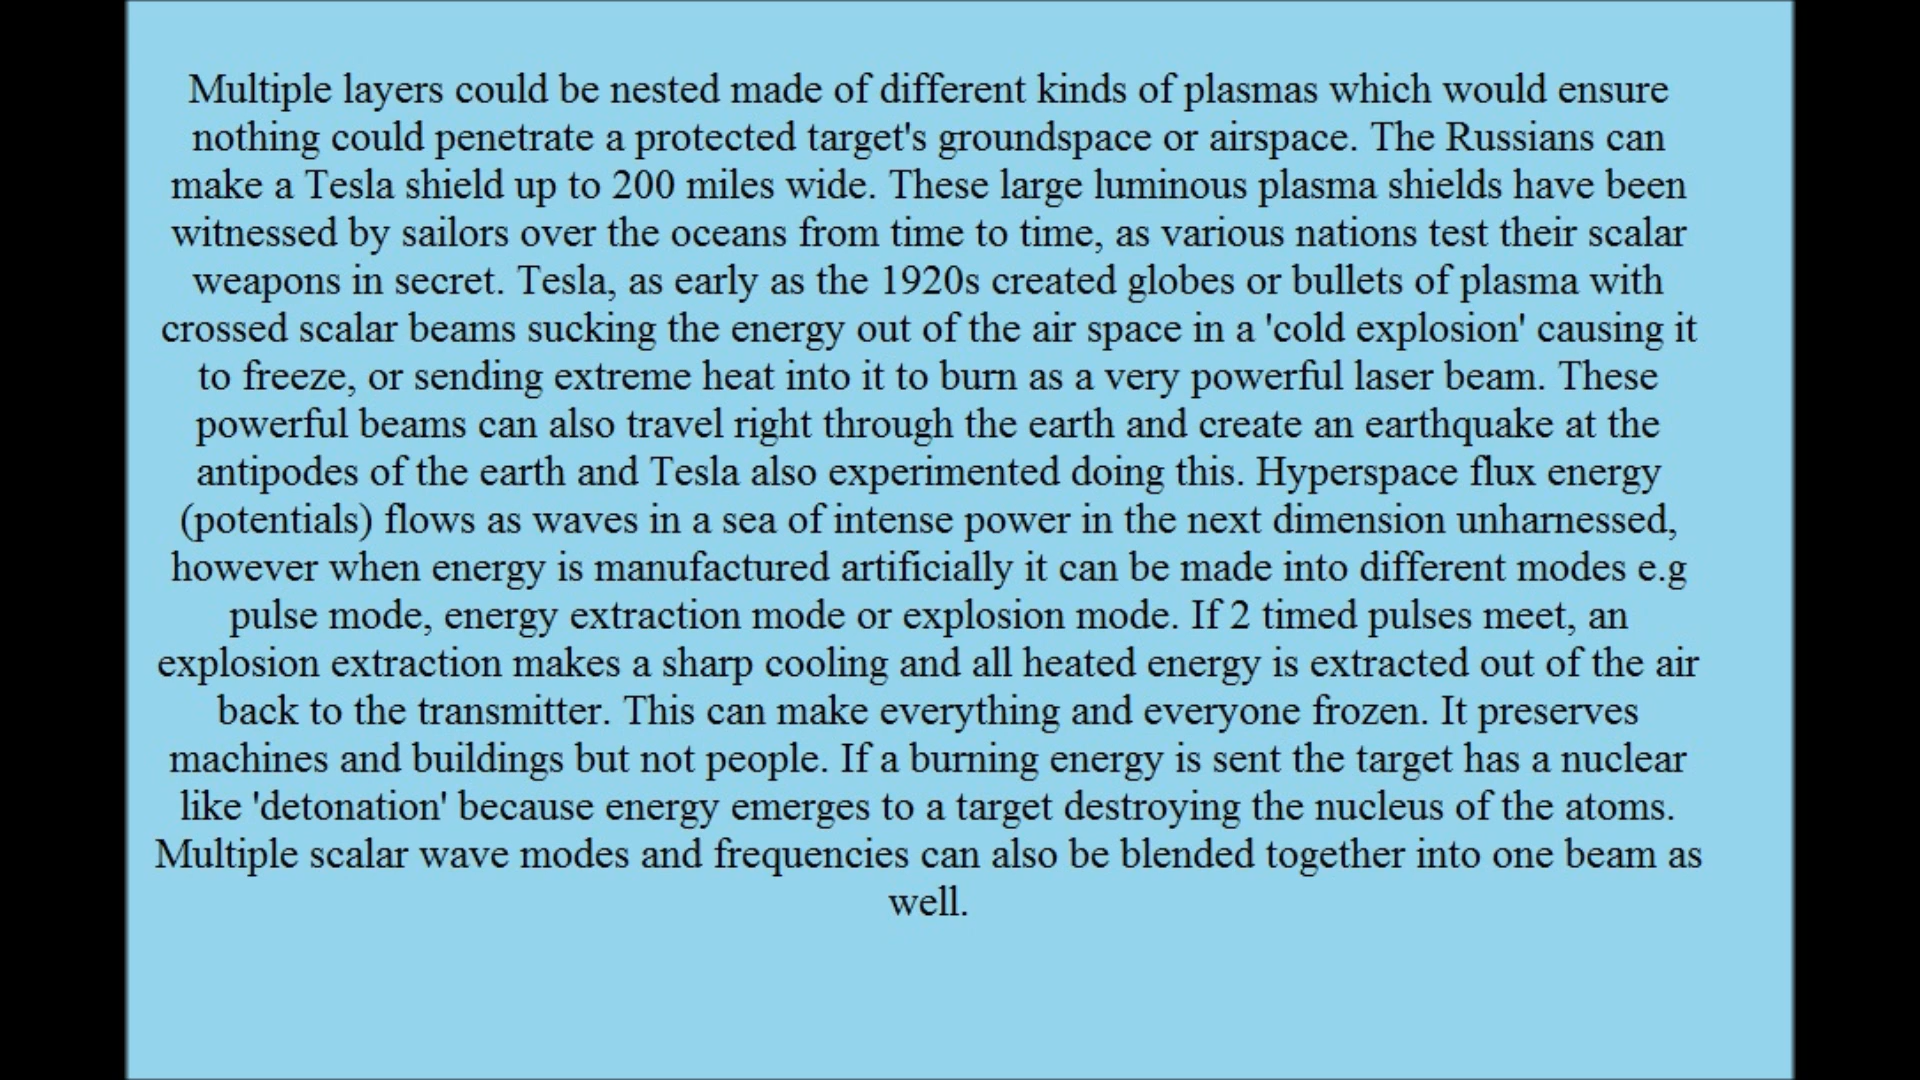 Multiple layers could be nested made of different kinds of plasmas which would ensure
nothing could penetrate a protected target's groundspace or airspace. The Russians can
make a Tesla shield up to 200 miles wide. These large luminous plasma shields have been
witnessed by sailors over the oceans from time to time, as various nations test their scalar
weapons in secret. Tesla, as early as the 1920s created globes or bullets of plasma with
crossed scalar beams sucking the energy out of the air space in a 'cold explosion' causing it
to freeze, or sending extreme heat into it to burn as a very powerful laser beam. These
powerful beams can also travel right through the earth and create an earthquake at the
antipodes of the earth and Tesla also experimented doing this. Hyperspace flux energy
(potentials) flows as waves in a sea of intense power in the next dimension unharnessed,
however when energy is manufactured artificially it can be made into different modes e.g
pulse mode, energy extraction mode or explosion mode. If 2 timed pulses meet, an
explosion extraction makes a sharp cooling and all heated energy is extracted out of the air
back to the transmitter. This can make everything and everyone frozen. It preserves
machines and buildings but not people. If a burning energy is sent the target has a nuclear
like 'detonation' because energy emerges to a target destroying the nucleus of the atoms.
Multiple scalar wave modes and frequencies can also be blended together into one beam as
well.